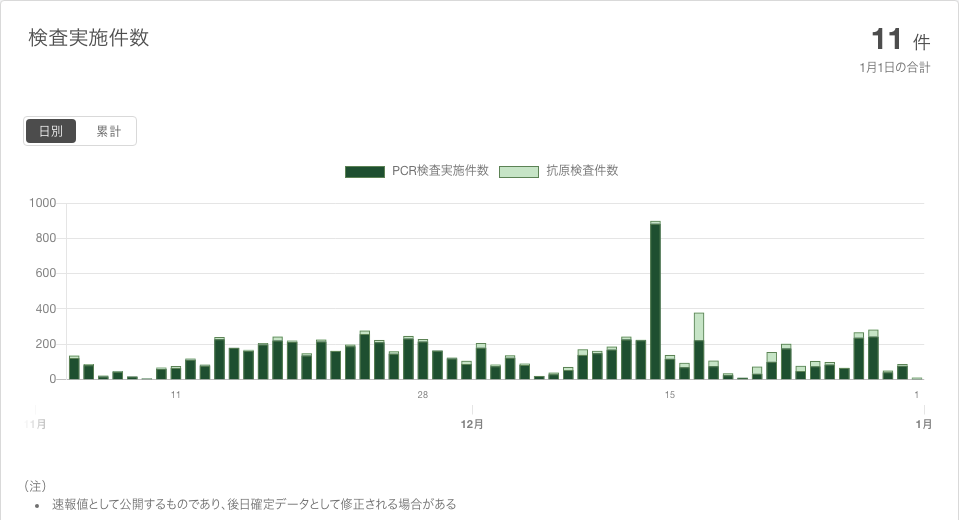 検査実施件数
11 件
1月1日の合計
日別 累計
PCR検査実施件数 抗原検査件数
1000
800
600
400
200
0
11 28 15 1
11月 12月 1月
(注)
• 速報値として公開するものであり、後日確定データとして修正される場合がある